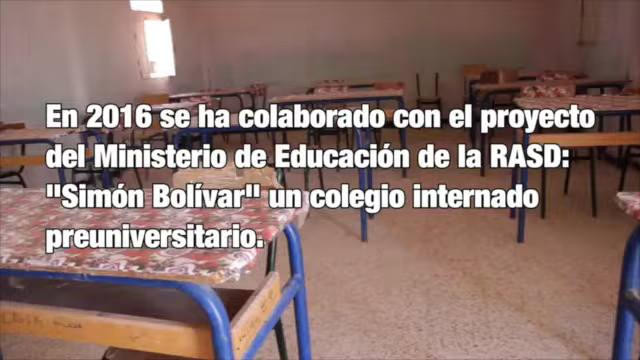 En 2016 se ha colaborado con el proyecto
del Ministerio de Educación de la RASD:
"Simón Bolívar" un colegio internado
preuniversitario.